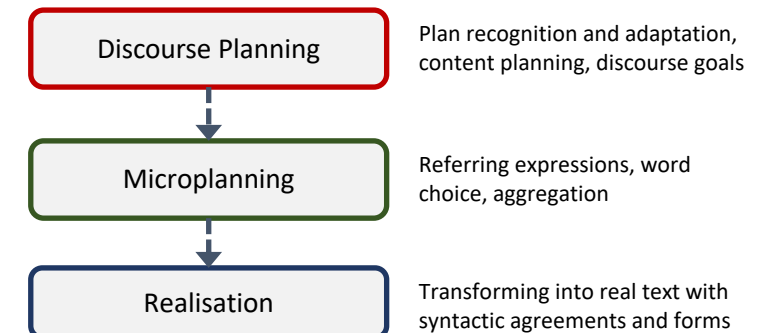 Discourse Planning
Plan recognition and adaptation,
content planning, discourse goals
Microplanning
Referring expressions, word
choice, aggregation
Realisation
Transforming into real text with
syntactic agreements and forms